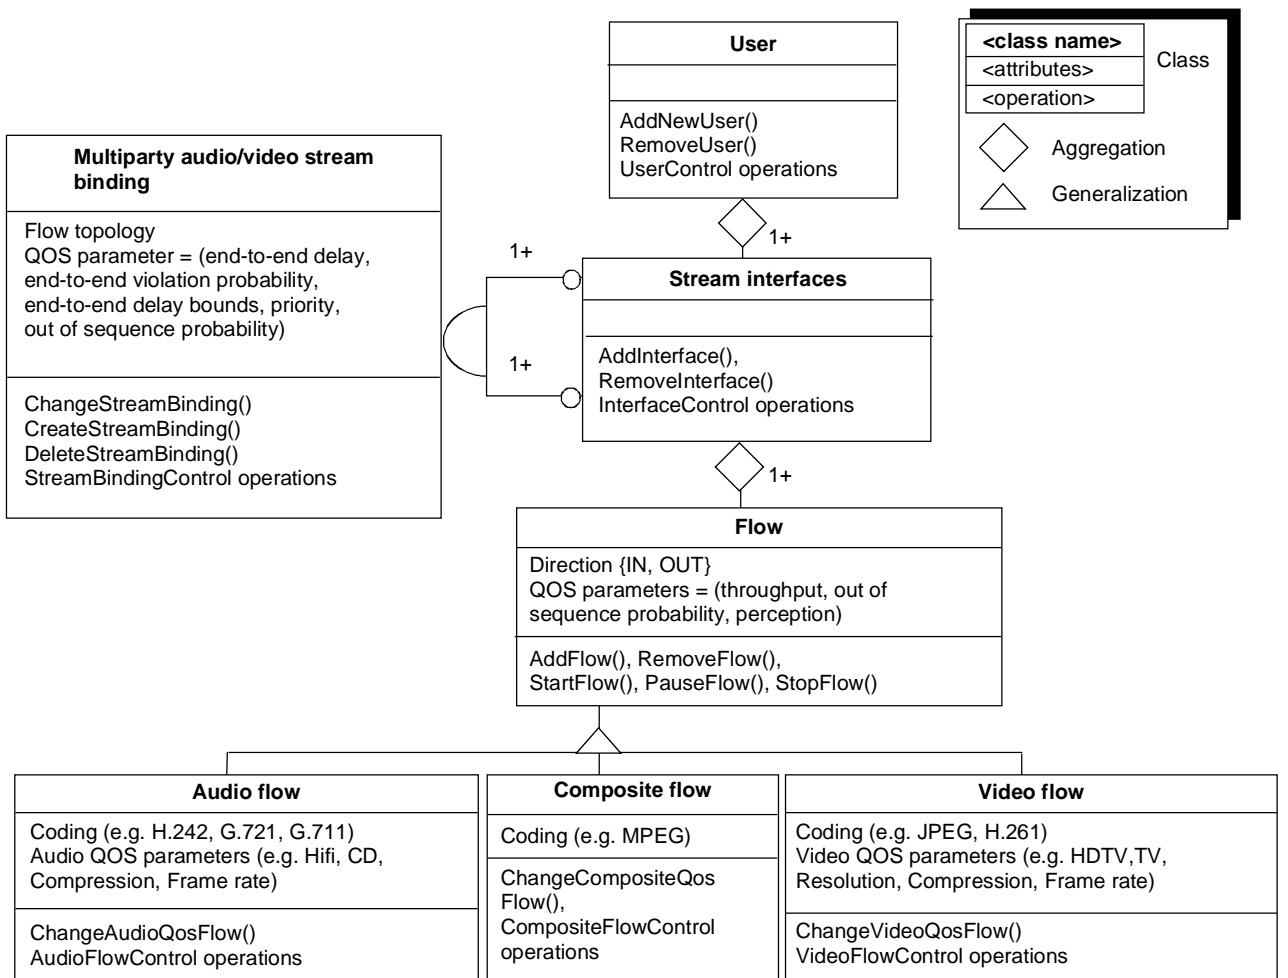 User
AddNewUser()
RemoveUser()
UserControl operations
<class name>
<attributes>
<operation>
Class
Aggregation
Generalization
Multiparty audio/video stream
binding
Flow topology
QOS parameter = (end-to-end delay,
end-to-end violation probability,
end-to-end delay bounds, priority,
out of sequence probability)
ChangeStreamBinding()
CreateStreamBinding()
DeleteStreamBinding()
StreamBindingControl operations
1+
1+
1+
Stream interfaces
AddInterface(),
RemoveInterface()
InterfaceControl operations
1+
Flow
Direction {IN, OUT}
QOS parameters = (throughput, out of
sequence probability, perception)
AddFlow(), RemoveFlow(),
StartFlow(), PauseFlow(), StopFlow()
Audio flow
Coding (e.g. H.242, G.721, G.711)
Audio QOS parameters (e.g. Hifi, CD,
Compression, Frame rate)
ChangeAudioQosFlow()
AudioFlowControl operations
Composite flow
Coding (e.g. MPEG)
ChangeCompositeQos
Flow(),
CompositeFlowControl
operations
Video flow
Coding (e.g. JPEG, H.261)
Video QOS parameters (e.g. HDTV,TV,
Resolution, Compression, Frame rate)
ChangeVideoQosFlow()
VideoFlowControl operations